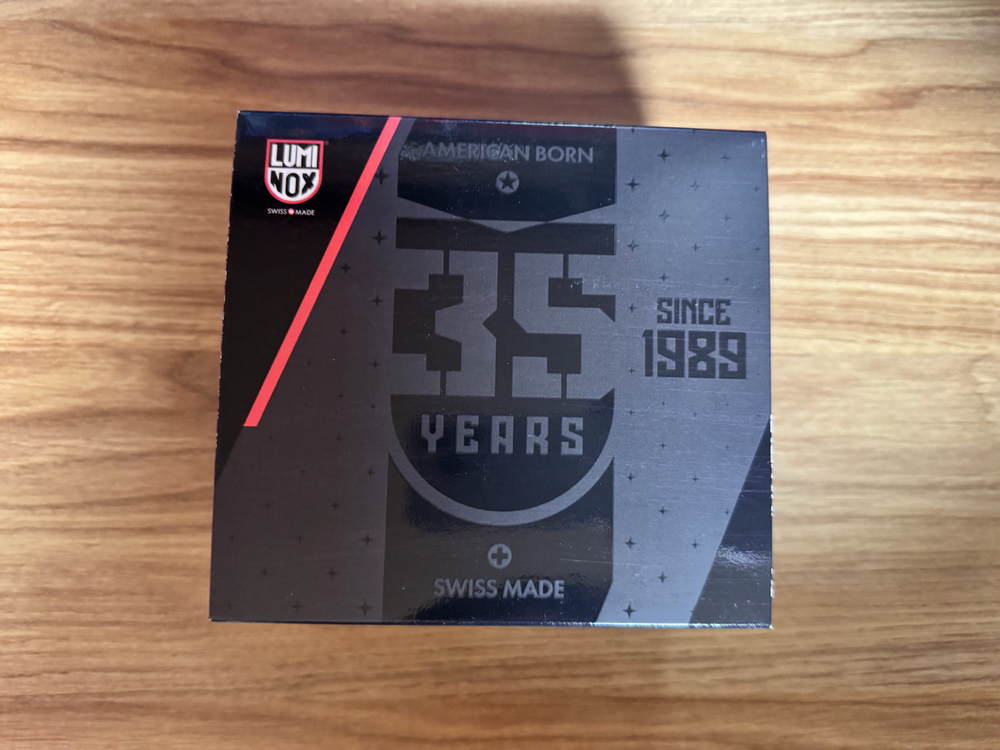 LUMI
NOX
SWISS MADE
AMERICAN BORN
35
YEARS
SINCE
1989
SWISS MADE